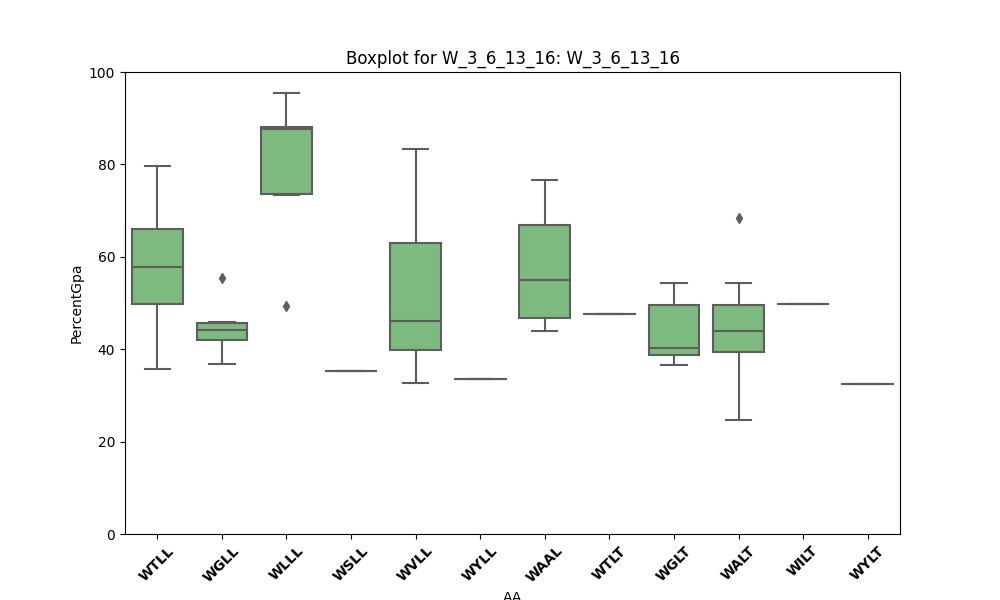 Boxplot for W_3_6_13_16: W_3_6_13_16
PercentGpa
100
80
60
40
20
0
WTLL WGLL WLLL WSLL WVLL WYLL WAAL WTLT WGLT WALT WILT WYLT
AA